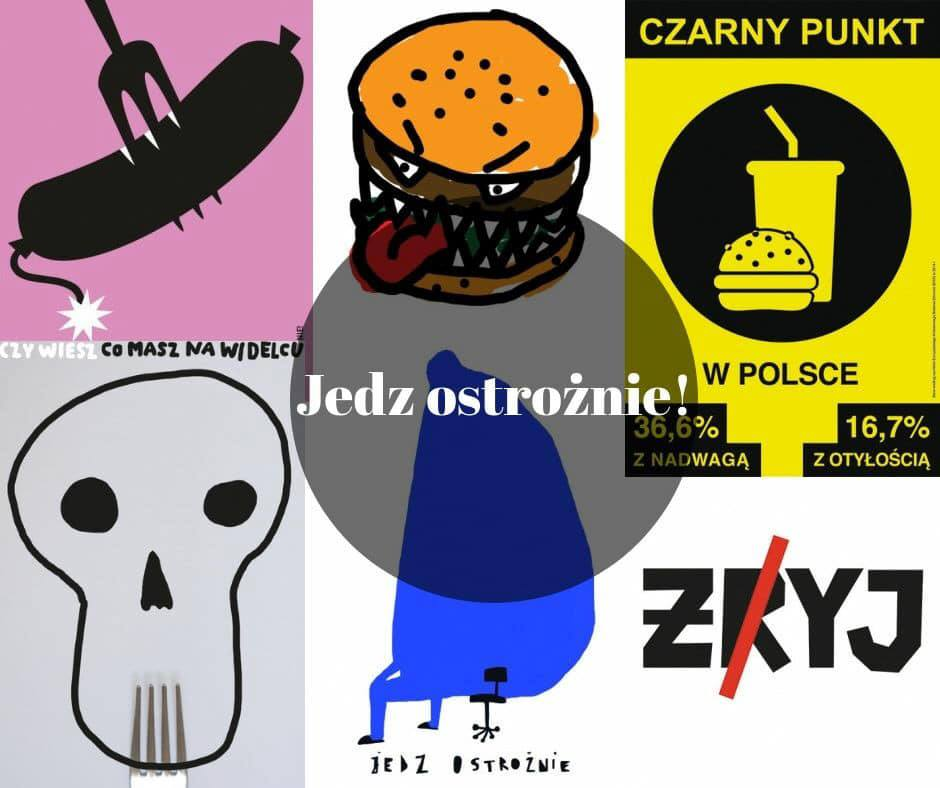 CZARNY PUNKT
CZY WIESZ CO MASZ NA WIDELCU
Jedz ostrożnie!
W POLSCE
36,6%
Z NADWAGĄ
16,7%
Z OTYŁOŚCIĄ
ŻRYJ
JEDZ OSTROŻNIE